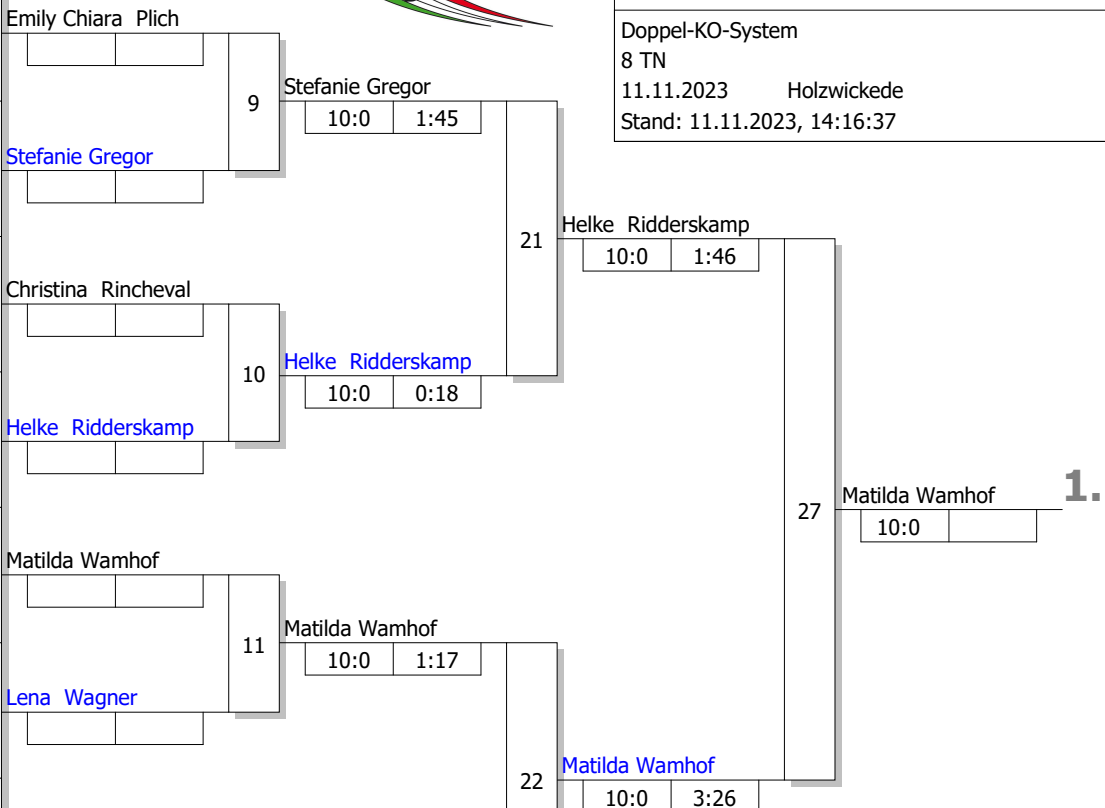 Emily Chiara Plich
Doppel-KO-System
8 TN
11.11.2023 Holzwickede
Stand: 11.11.2023, 14:16:37
9
Stefanie Gregor
10:0 1:45
Stefanie Gregor
21
Helke Ridderskamp
10:0 1:46
Christina Rincheval
10
Helke Ridderskamp
10:0 0:18
Helke Ridderskamp
27
Matilda Wamhof
10:0
1.
Matilda Wamhof
11
Matilda Wamhof
10:0 1:17
Lena Wagner
22
Matilda Wamhof
10:0 3:26